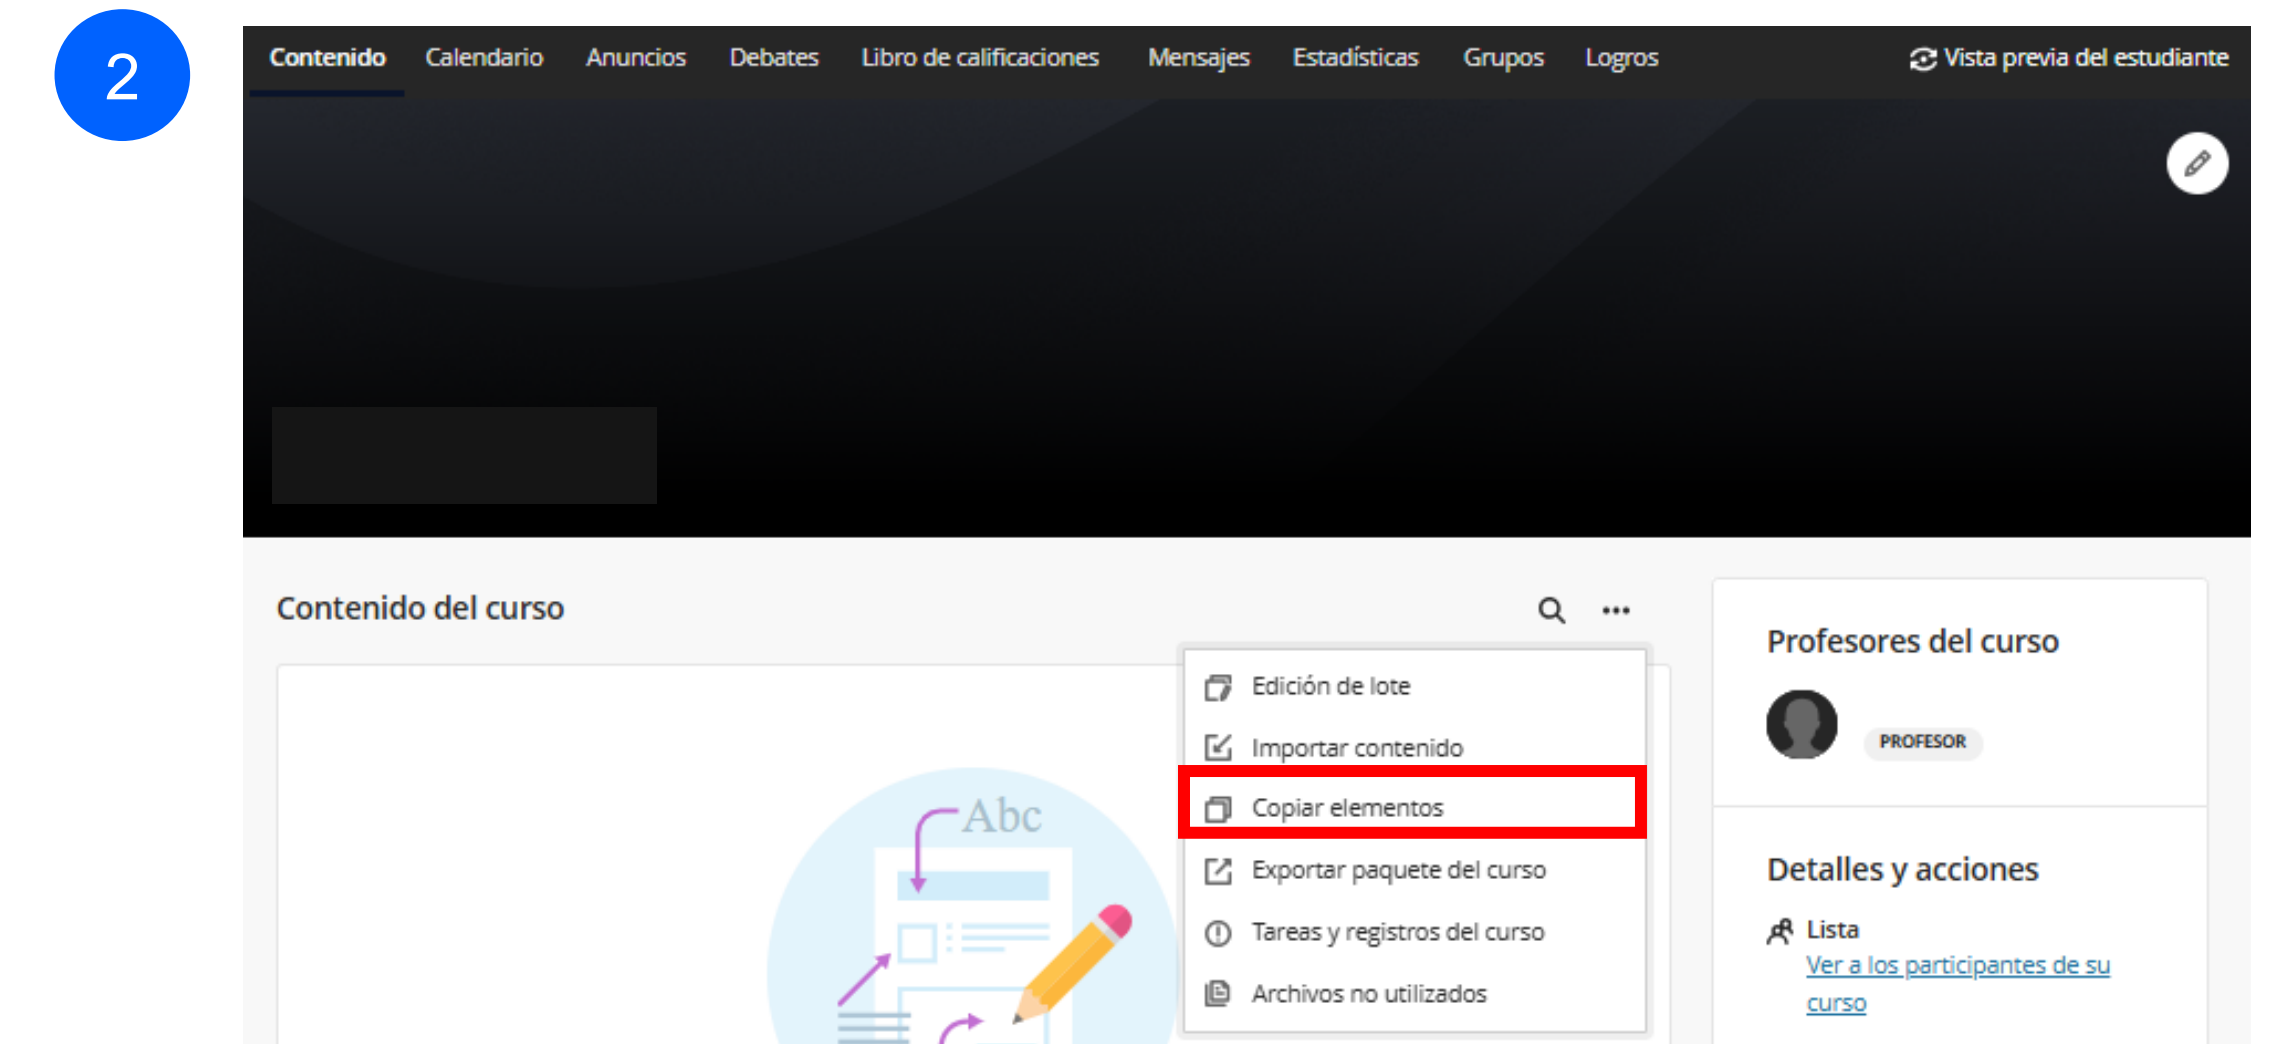 2
Contenido Calendario Anuncios Debates Libro de calificaciones Mensajes Estadísticas Grupos Logros Vista previa del estudiante
Contenido del curso
Edición de lote
Importar contenido
Copiar elementos
Exportar paquete del curso
Tareas y registros del curso
Archivos no utilizados
Abc
Profesores del curso
PROFESOR
Detalles y acciones
Lista
Ver a los participantes de su
curso